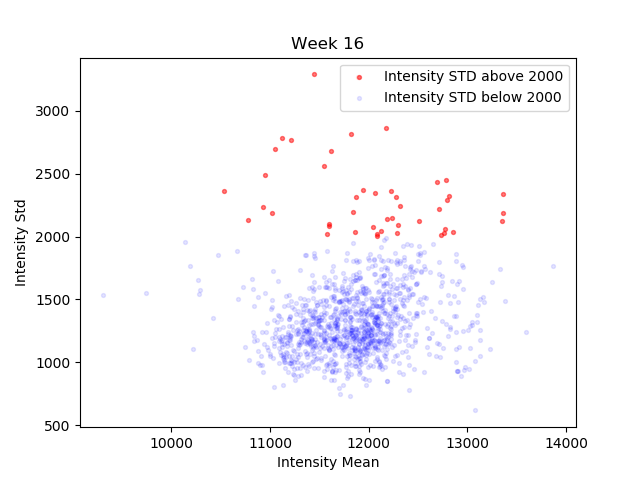 Week 16
Intensity STD above 2000
Intensity STD below 2000
3000
2500
2000
1500
1000
500
Intensity Std
10000 11000 12000 13000 14000
Intensity Mean